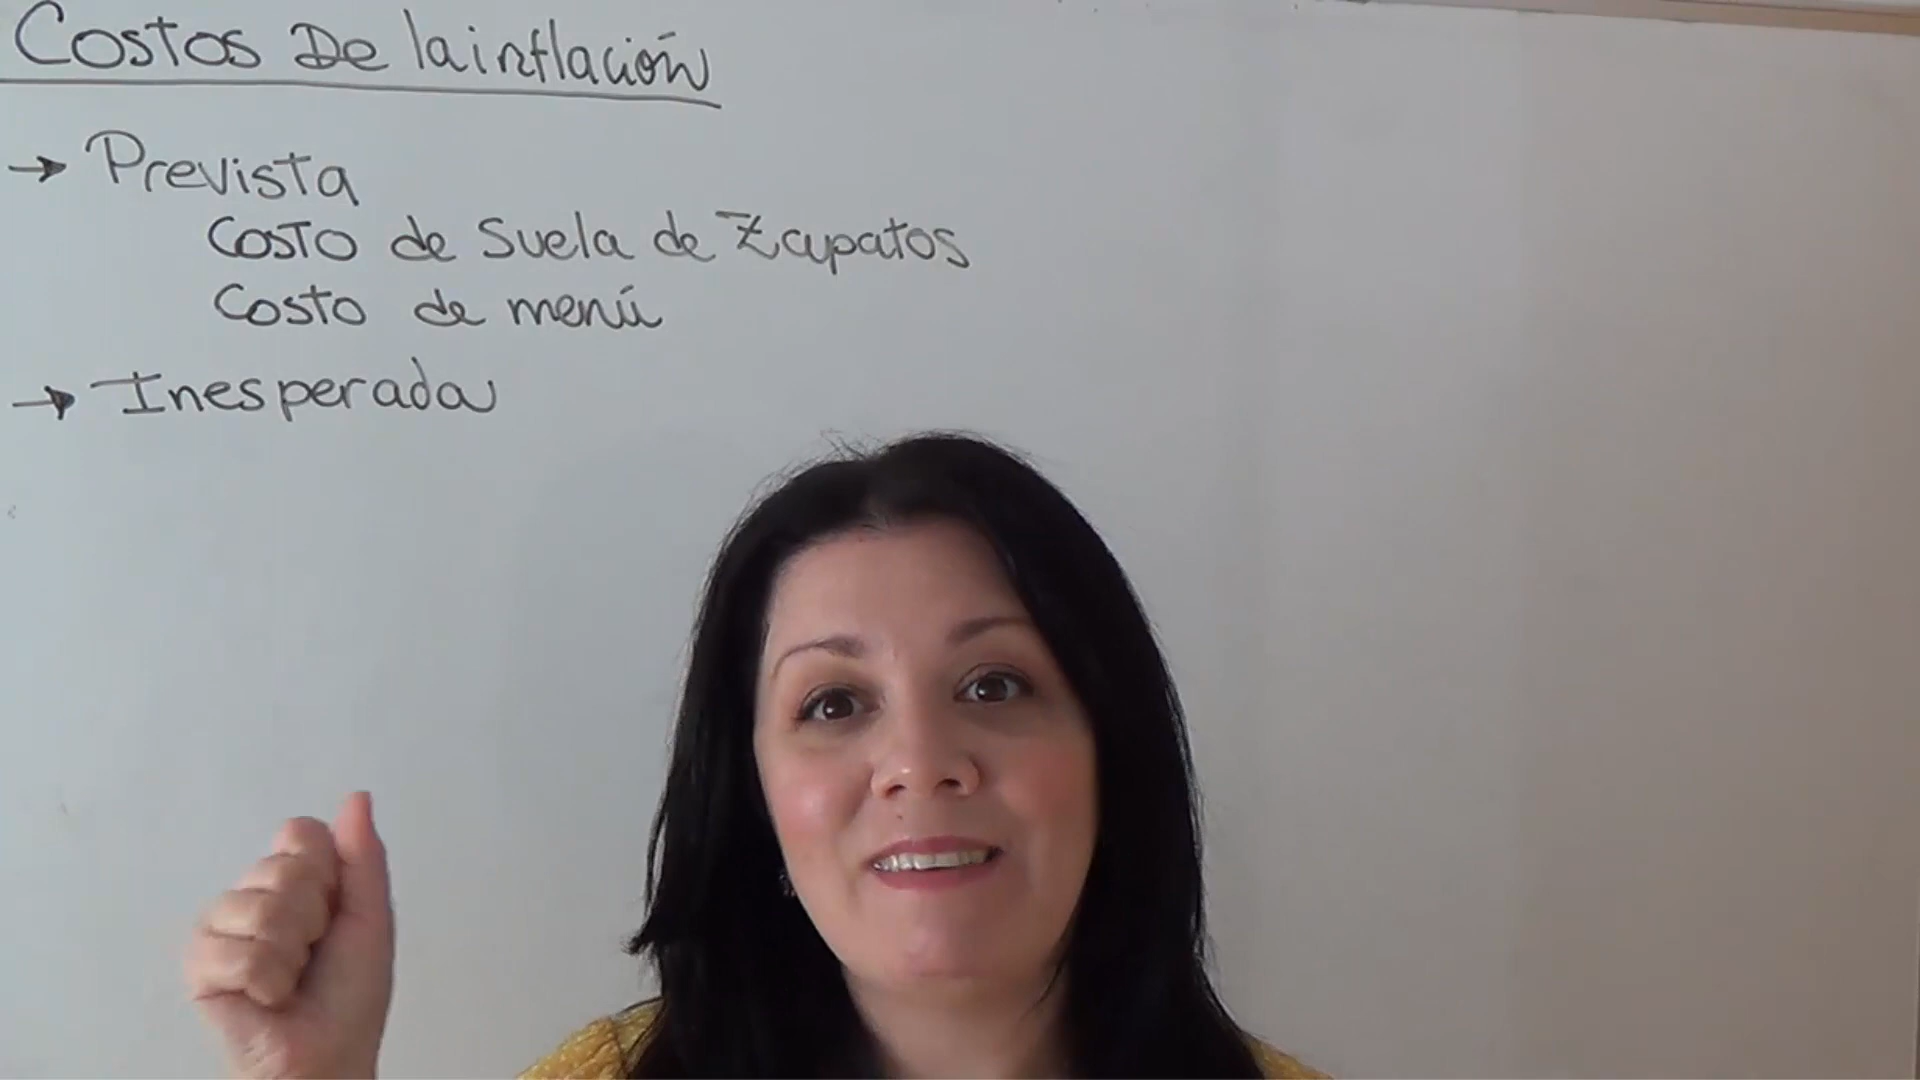 Costos De la inflación
→ Prevista
Costo de Suela de Zapatos
Costo de menú
→ Inesperada